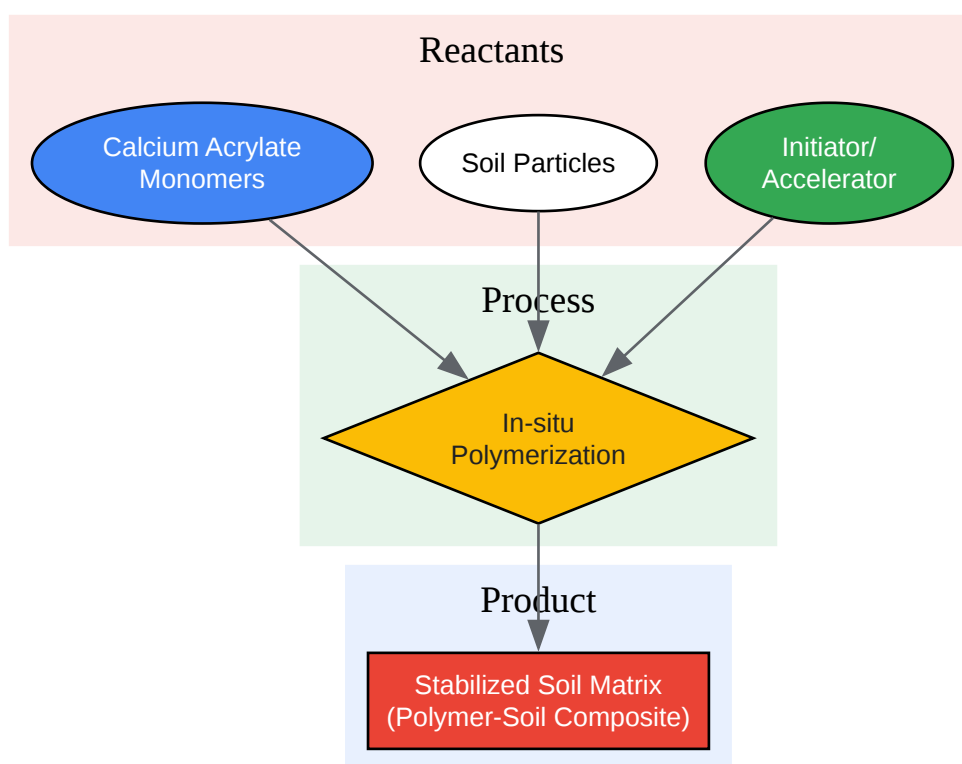 Reactants
Calcium Acrylate
Monomers
Soil Particles
Initiator/
Accelerator
Process
In-situ
Polymerization
Product
Stabilized Soil Matrix
(Polymer-Soil Composite)